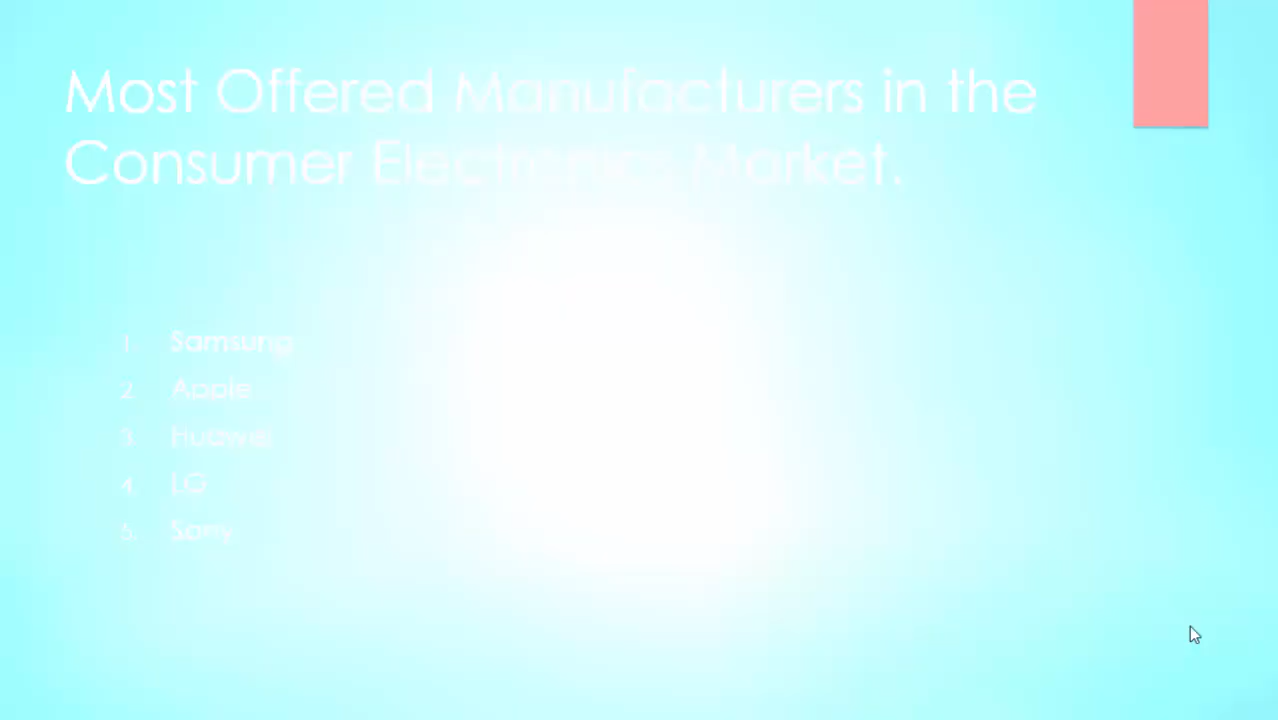 Most Offered Manufacturers in the
Consumer Electronics Market.
1. Samsung
2. Apple
3. Huawei
4. LG
5. Sony